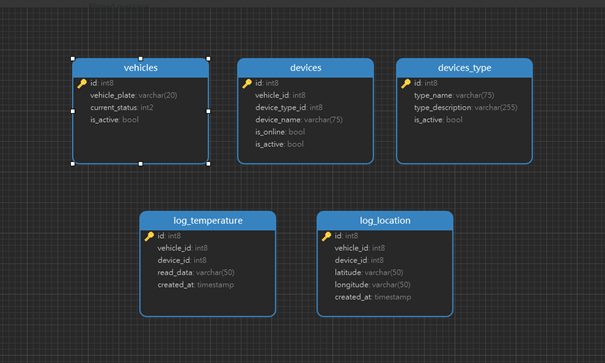 vehicles
id: int8
vehicle_plate: varchar(20)
current_status: int2
is_active: bool
devices
id: int8
vehicle_id: int8
device_type_id: int8
device_name: varchar(75)
is_online: bool
is_active: bool
devices_type
id: int8
type_name: varchar(75)
type_description: varchar(255)
is_active: bool
log_temperature
id: int8
vehicle_id: int8
device_id: int8
read_data: varchar(50)
created_at: timestamp
log_location
id: int8
vehicle_id: int8
device_id: int8
latitude: varchar(50)
longitude: varchar(50)
created_at: timestamp